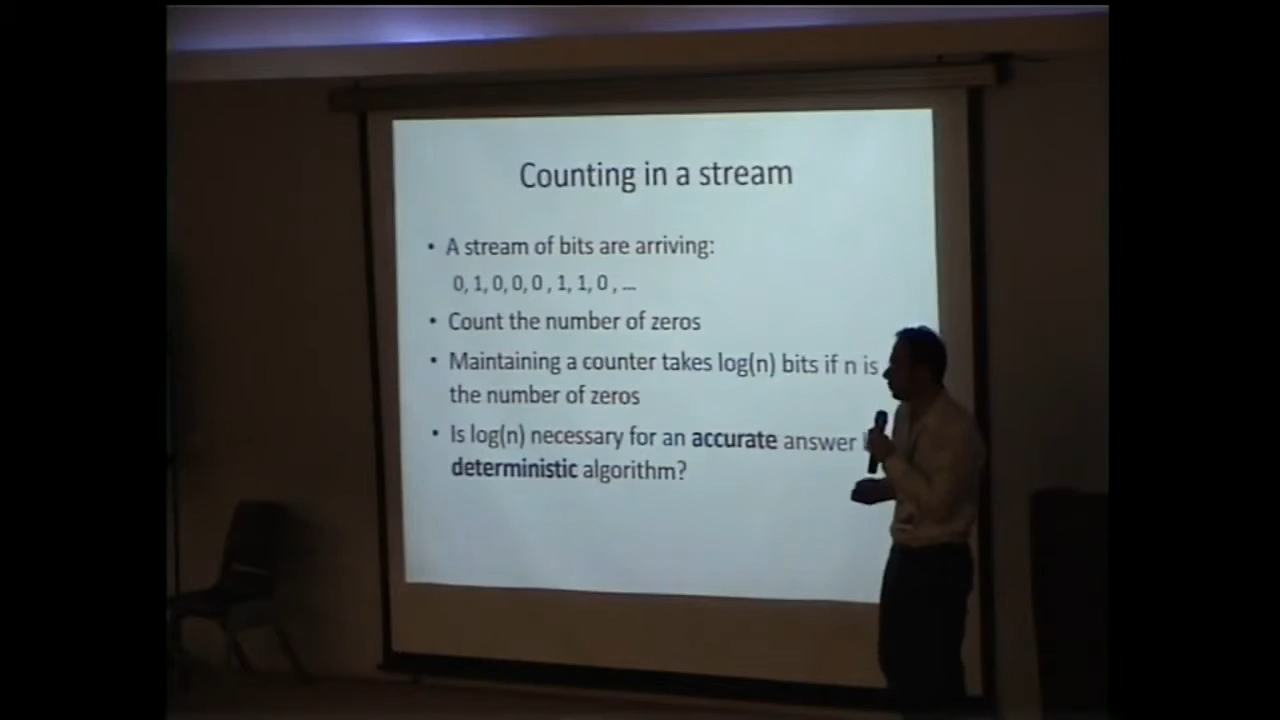 Counting in a stream
• A stream of bits are arriving:
0, 1, 0, 0, 0 , 1, 1, 0 , ...
• Count the number of zeros
• Maintaining a counter takes log(n) bits if n is
the number of zeros
• Is log(n) necessary for an accurate answer
deterministic algorithm?